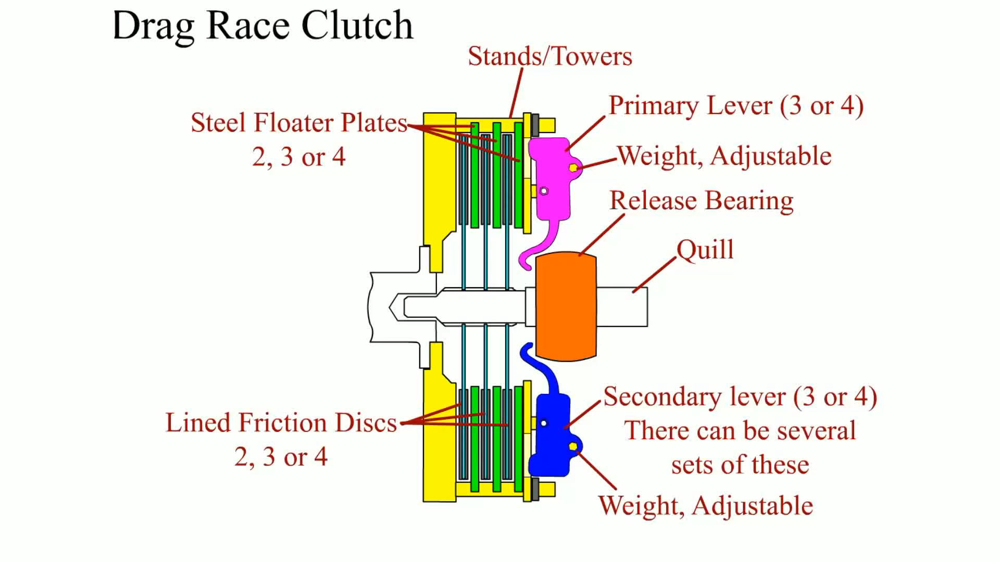 Drag Race Clutch
Stands/Towers
Primary Lever (3 or 4)
Steel Floater Plates
2, 3 or 4
Weight, Adjustable
Release Bearing
Quill
Secondary lever (3 or 4)
There can be several
sets of these
Lined Friction Discs
2, 3 or 4
Weight, Adjustable